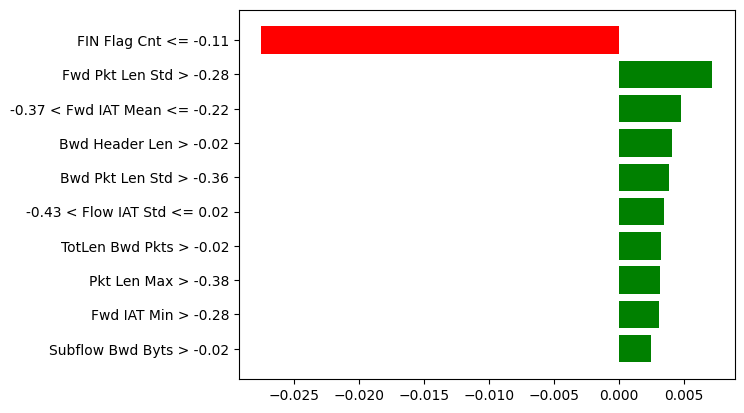 FIN Flag Cnt <= -0.11
Fwd Pkt Len Std > -0.28
-0.37 < Fwd IAT Mean <= -0.22
Bwd Header Len > -0.02
Bwd Pkt Len Std > -0.36
-0.43 < Flow IAT Std <= 0.02
TotLen Bwd Pkts > -0.02
Pkt Len Max > -0.38
Fwd IAT Min > -0.28
Subflow Bwd Byts > -0.02
−0.025 −0.020 −0.015 −0.010 −0.005 0.000 0.005